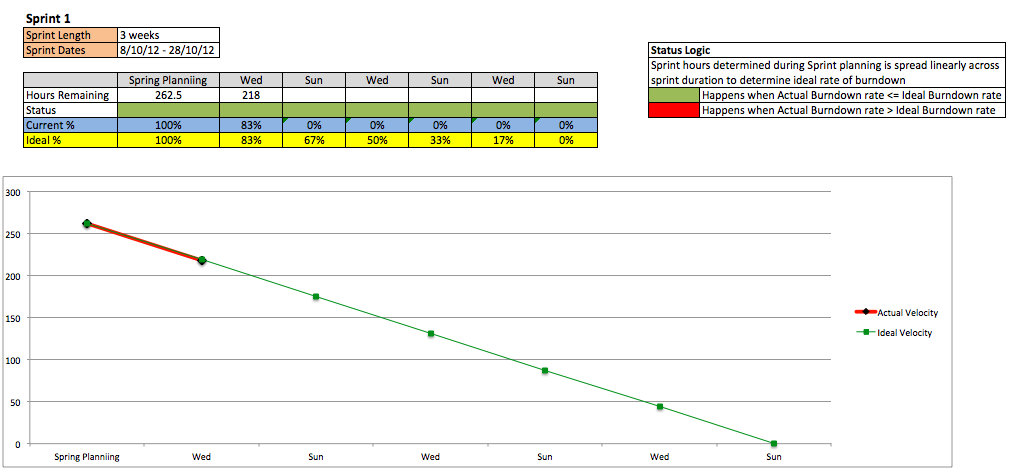 Sprint 1
Sprint Length 3 weeks
Sprint Dates 8/10/12 - 28/10/12
Status Logic
Sprint hours determined during Sprint planning is spread linearly across
sprint duration to determine ideal rate of burndown
Happens when Actual Burndown rate <= Ideal Burndown rate
Happens when Actual Burndown rate > Ideal Burndown rate
Spring Planniing Wed Sun Wed Sun Wed Sun
Hours Remaining 262.5 218
Status
Current % 100% 83% 0% 0% 0% 0% 0%
Ideal % 100% 83% 67% 50% 33% 17% 0%
300
250
200
150
100
50
0
Spring Planniing Wed Sun Wed Sun Wed Sun
Actual Velocity
Ideal Velocity